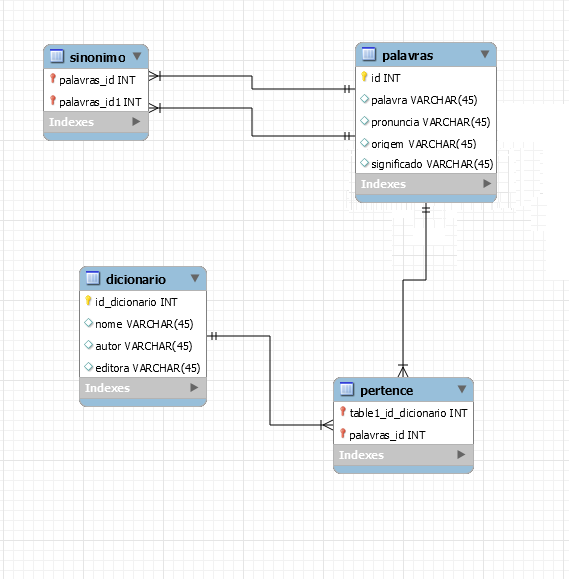 sinonimo
palavras_id INT
palavras_id1 INT
Indexes
palavras
id INT
palavra VARCHAR(45)
pronuncia VARCHAR(45)
origem VARCHAR(45)
significado VARCHAR(45)
Indexes
dicionario
id_dicionario INT
nome VARCHAR(45)
autor VARCHAR(45)
editora VARCHAR(45)
Indexes
pertence
table1_id_dicionario INT
palavras_id INT
Indexes